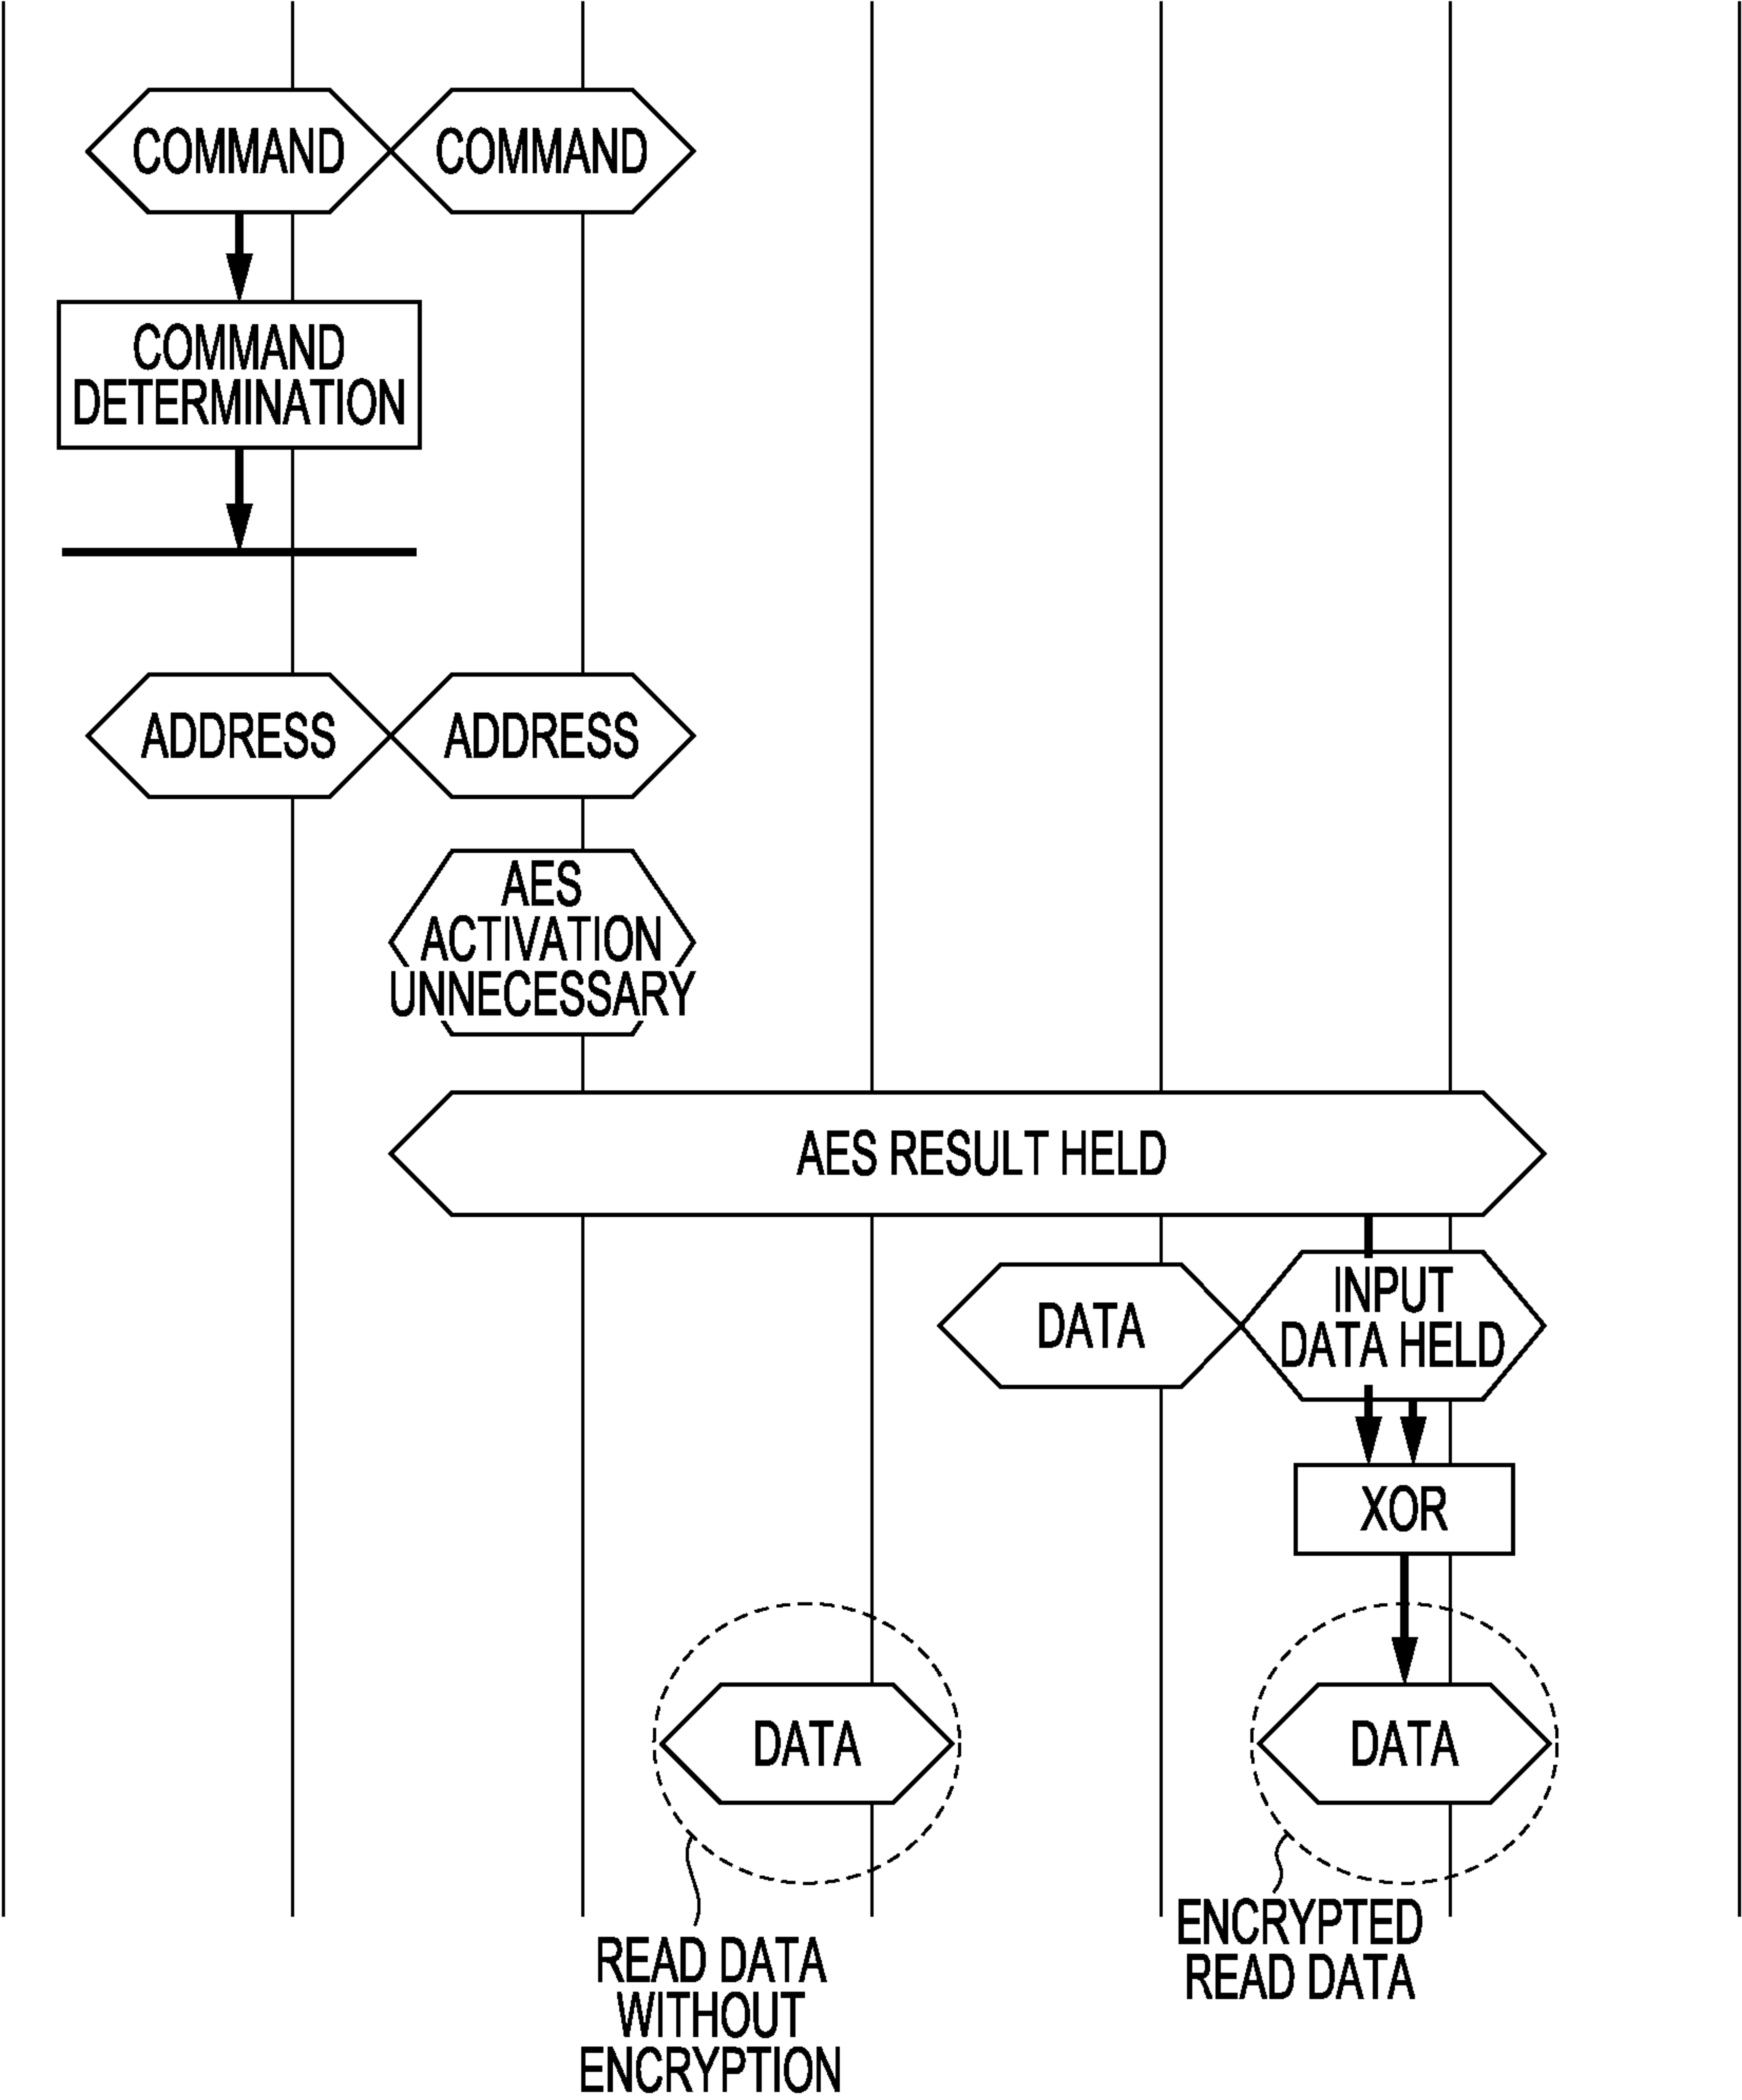 COMMAND
COMMAND
COMMAND
DETERMINATION
ADDRESS
ADDRESS
AES
ACTIVATION
UNNECESSARY
AES RESULT HELD
DATA
INPUT
DATA HELD
XOR
DATA
DATA
READ DATA
WITHOUT
ENCRYPTION
ENCRYPTED
READ DATA